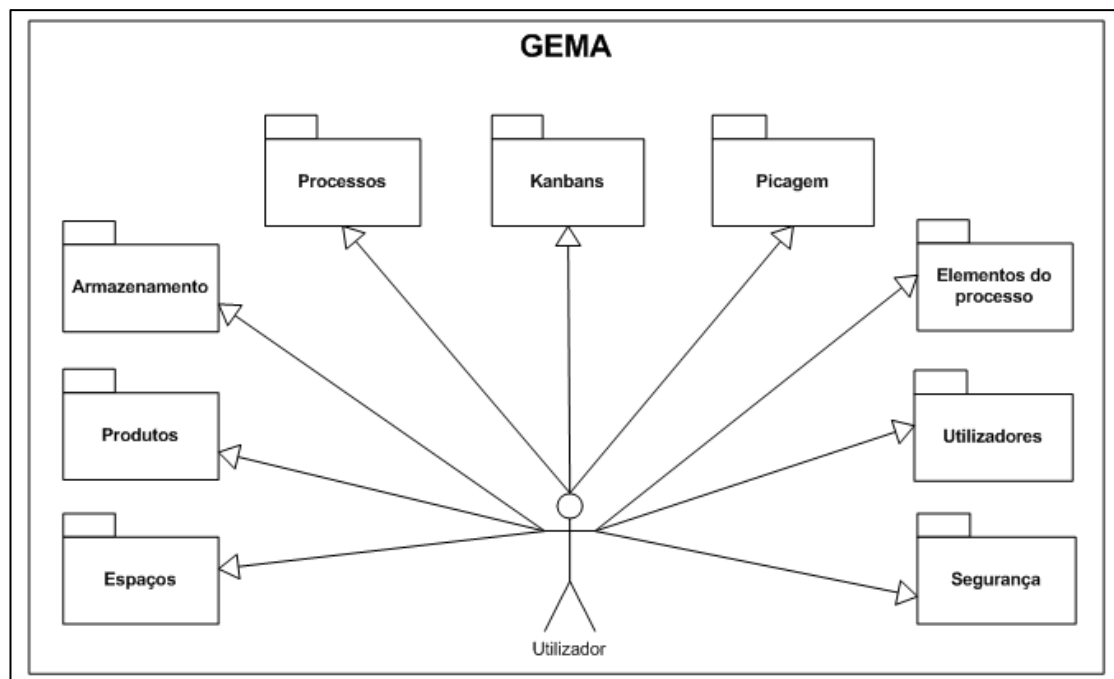 GEMA
Processos
Kanbans
Picagem
Armazenamento
Elementos do
processo
Produtos
Utilizadores
Espaços
Segurança
Utilizador